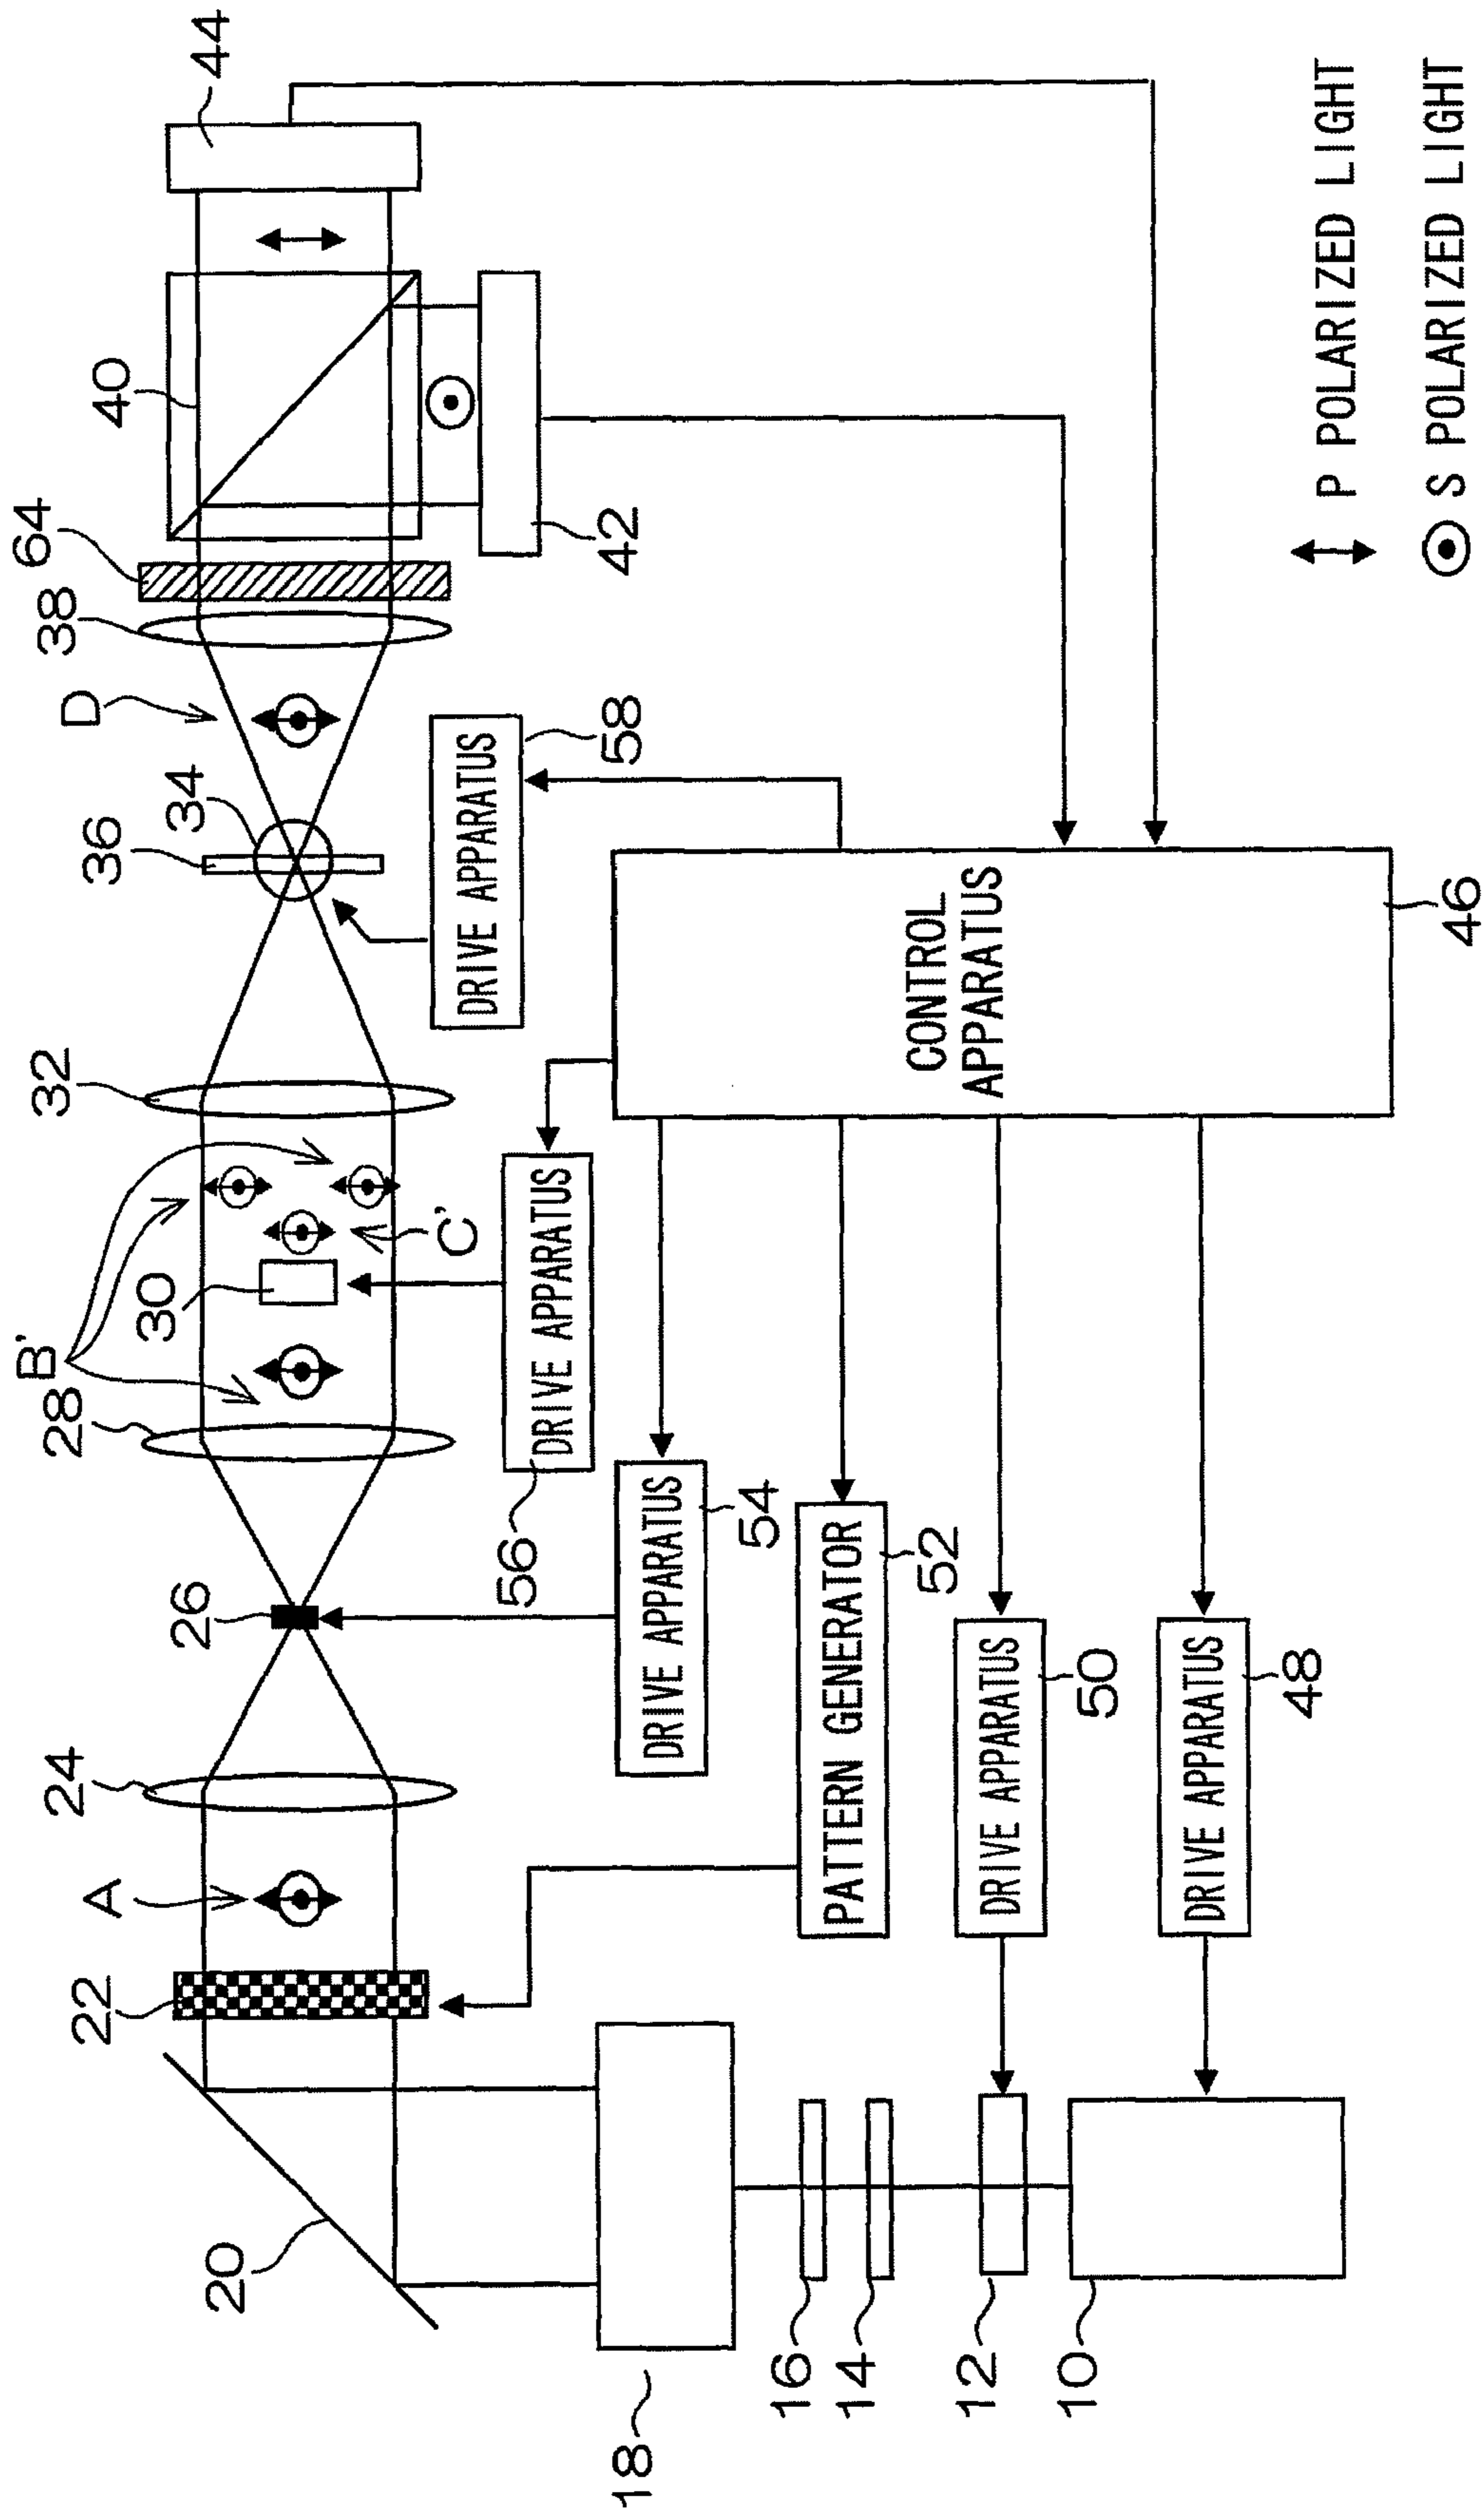 44
40
64
38
D
34
36
32
30
B'
28
C'
26
24
A
22
20
42
58
DRIVE APPARATUS
56
DRIVE APPARATUS
54
DRIVE APPARATUS
CONTROL
APPARATUS
46
52
PATTERN GENERATOR
50
DRIVE APPARATUS
48
DRIVE APPARATUS
18
16
14
12
10
P POLARIZED LIGHT
S POLARIZED LIGHT